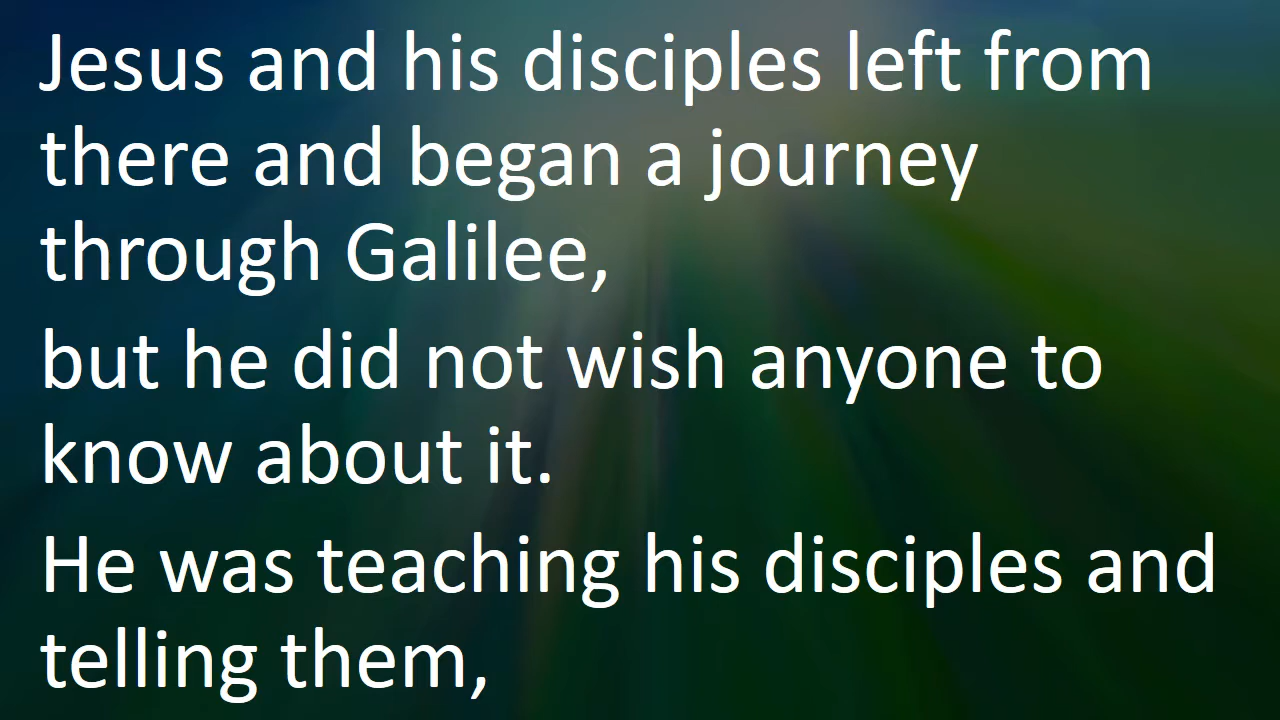 Jesus and his disciples left from
there and began a journey
through Galilee,
but he did not wish anyone to
know about it.
He was teaching his disciples and
telling them,